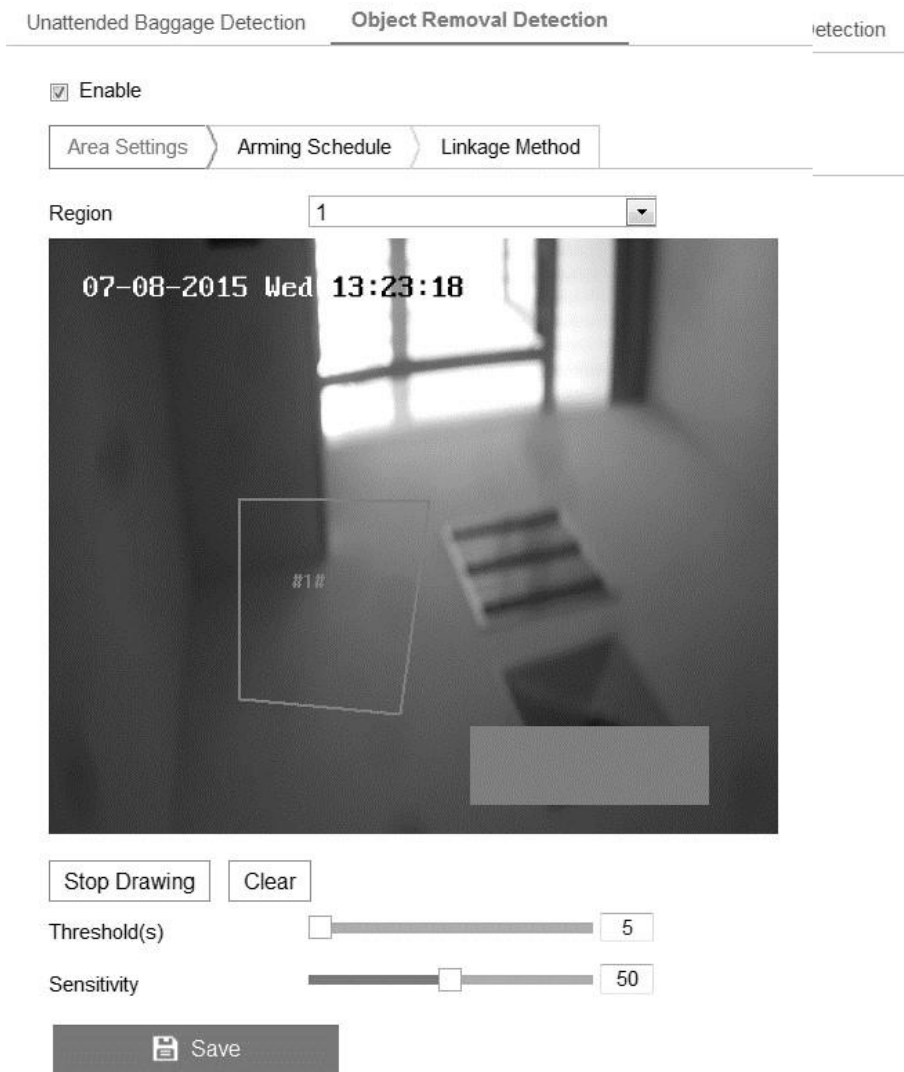 Unattended Baggage Detection Object Removal Detection
etection
Enable
Area Settings Arming Schedule Linkage Method
Region 1
07-08-2015 Wed 13:23:18
#1#
Stop Drawing Clear
Threshold(s) 5
Sensitivity 50
Save